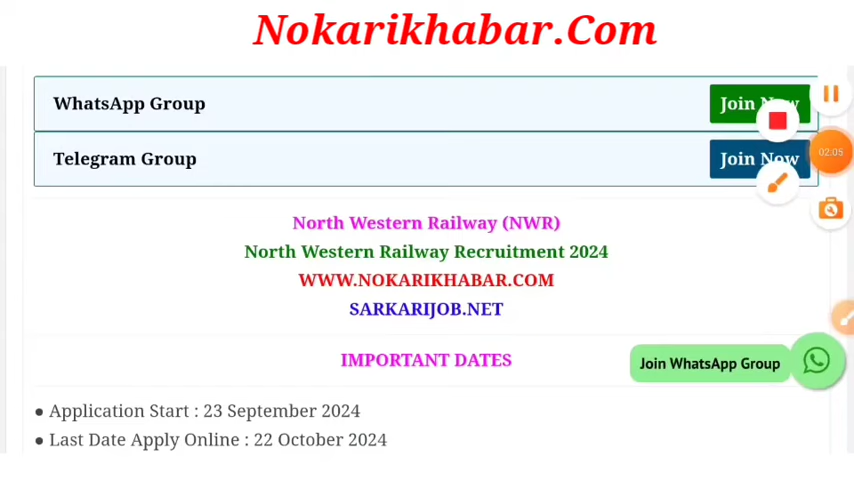 Nokarikhabar.Com
WhatsApp Group
Join Now
Telegram Group
Join Now
02:05
North Western Railway (NWR)
North Western Railway Recruitment 2024
WWW.NOKARIKHABAR.COM
SARKARIJOB.NET
IMPORTANT DATES
Join WhatsApp Group
● Application Start : 23 September 2024
● Last Date Apply Online : 22 October 2024